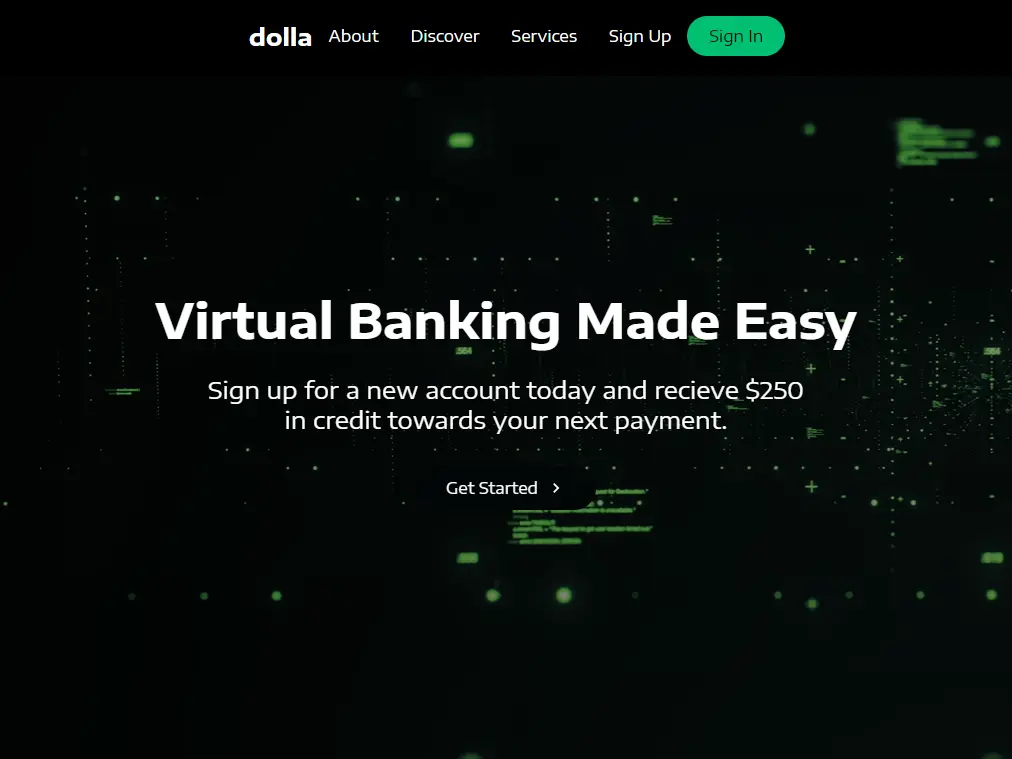 dolla About Discover Services Sign Up Sign In
Virtual Banking Made Easy
Sign up for a new account today and recieve $250
in credit towards your next payment.
Get Started